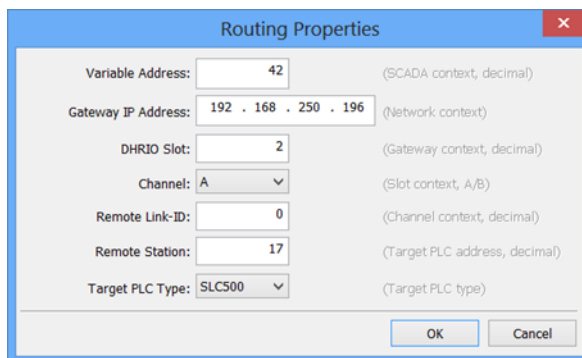 Routing Properties
Variable Address: 42 (SCADA context, decimal)
Gateway IP Address: 192 . 168 . 250 . 196 (Network context)
DHRIO Slot: 2 (Gateway context, decimal)
Channel: A (Slot context, A/B)
Remote Link-ID: 0 (Channel context, decimal)
Remote Station: 17 (Target PLC address, decimal)
Target PLC Type: SLC500 (Target PLC type)
OK Cancel